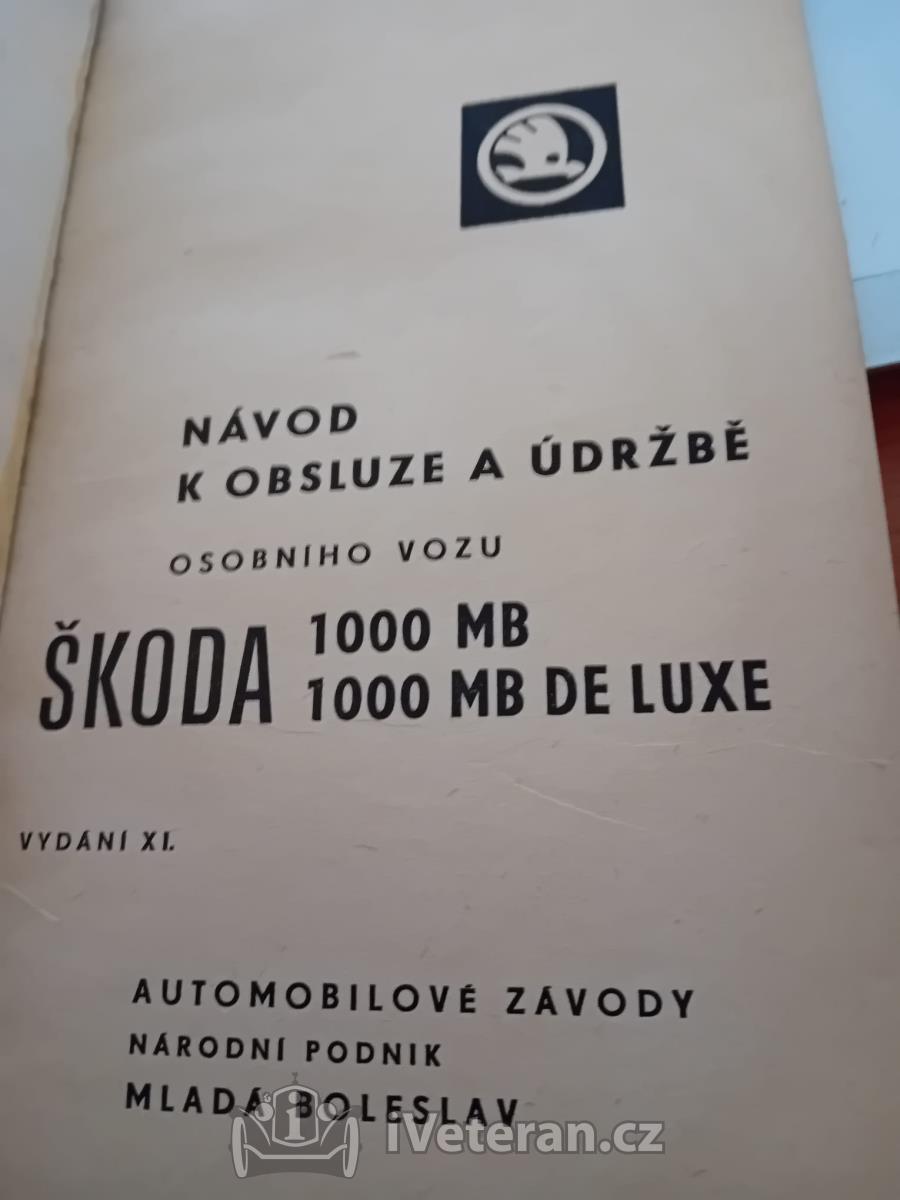 NÁVOD
K OBSLUZE A ÚDRŽBĚ
OSOBNÍHO VOZU
ŠKODA 1000 MB
1000 MB DE LUXE
VYDÁNÍ XI.
AUTOMOBILOVÉ ZÁVODY
NÁRODNÍ PODNIK
MLADÁ BOLESLAV
iVeteran.cz